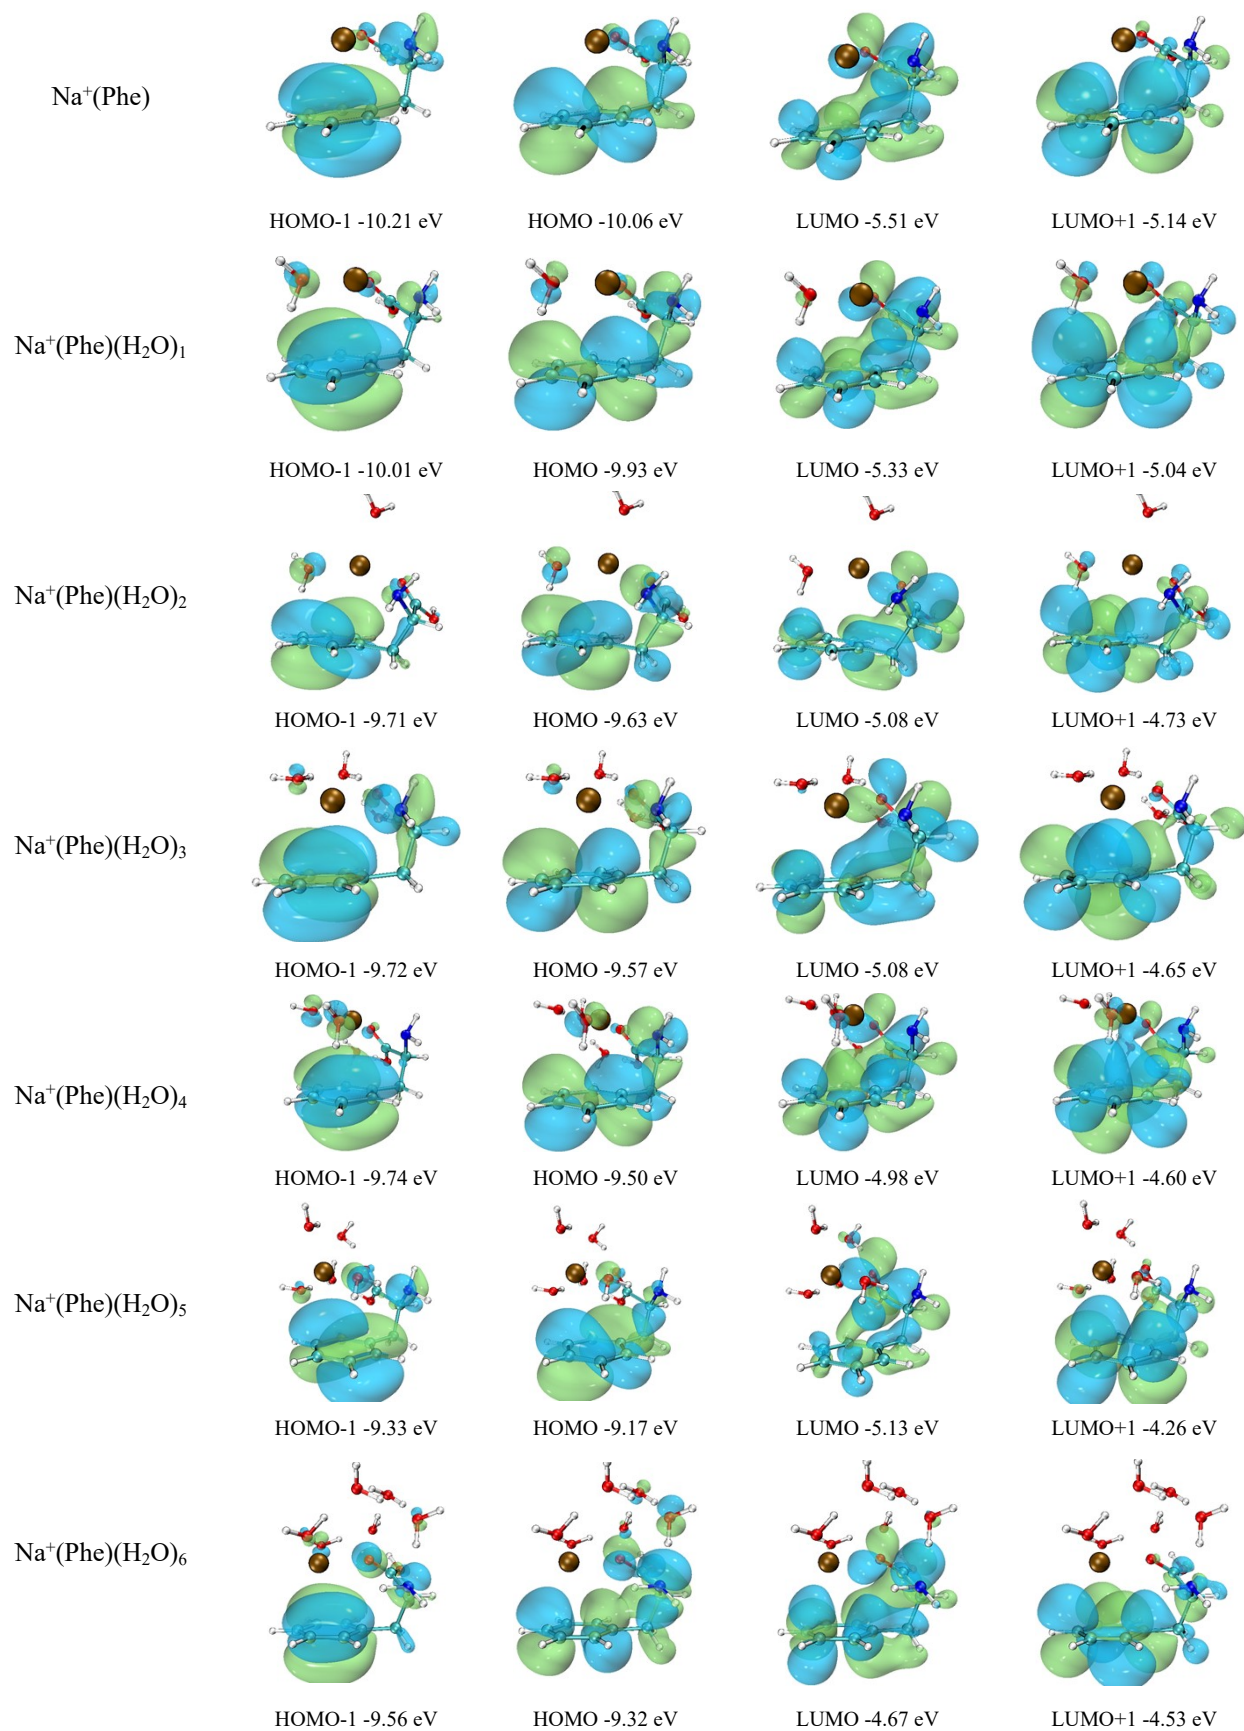 Na⁺(Phe)
HOMO-1 -10.21 eV HOMO -10.06 eV LUMO -5.51 eV LUMO+1 -5.14 eV
Na⁺(Phe)(H₂O)₁
HOMO-1 -10.01 eV HOMO -9.93 eV LUMO -5.33 eV LUMO+1 -5.04 eV
Na⁺(Phe)(H₂O)₂
HOMO-1 -9.71 eV HOMO -9.63 eV LUMO -5.08 eV LUMO+1 -4.73 eV
Na⁺(Phe)(H₂O)₃
HOMO-1 -9.72 eV HOMO -9.57 eV LUMO -5.08 eV LUMO+1 -4.65 eV
Na⁺(Phe)(H₂O)₄
HOMO-1 -9.74 eV HOMO -9.50 eV LUMO -4.98 eV LUMO+1 -4.60 eV
Na⁺(Phe)(H₂O)₅
HOMO-1 -9.33 eV HOMO -9.17 eV LUMO -5.13 eV LUMO+1 -4.26 eV
Na⁺(Phe)(H₂O)₆
HOMO-1 -9.56 eV HOMO -9.32 eV LUMO -4.67 eV LUMO+1 -4.53 eV